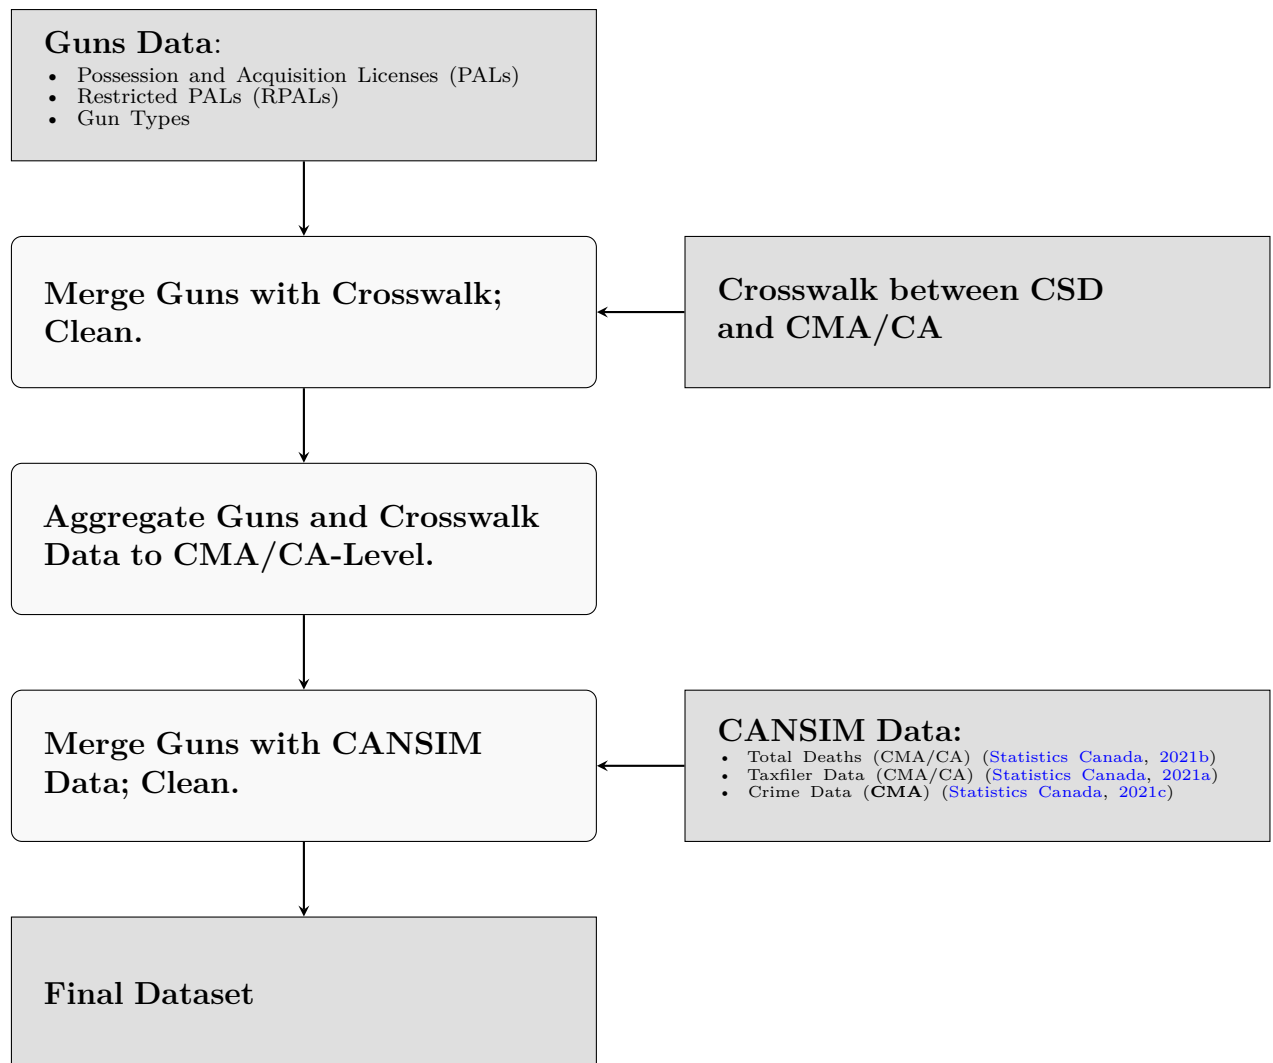 Guns Data:
• Possession and Acquisition Licenses (PALs)
• Restricted PALs (RPALs)
• Gun Types
Merge Guns with Crosswalk;
Clean.
Crosswalk between CSD
and CMA/CA
Aggregate Guns and Crosswalk
Data to CMA/CA-Level.
Merge Guns with CANSIM
Data; Clean.
CANSIM Data:
• Total Deaths (CMA/CA) (Statistics Canada, 2021b)
• Taxfiler Data (CMA/CA) (Statistics Canada, 2021a)
• Crime Data (CMA) (Statistics Canada, 2021c)
Final Dataset